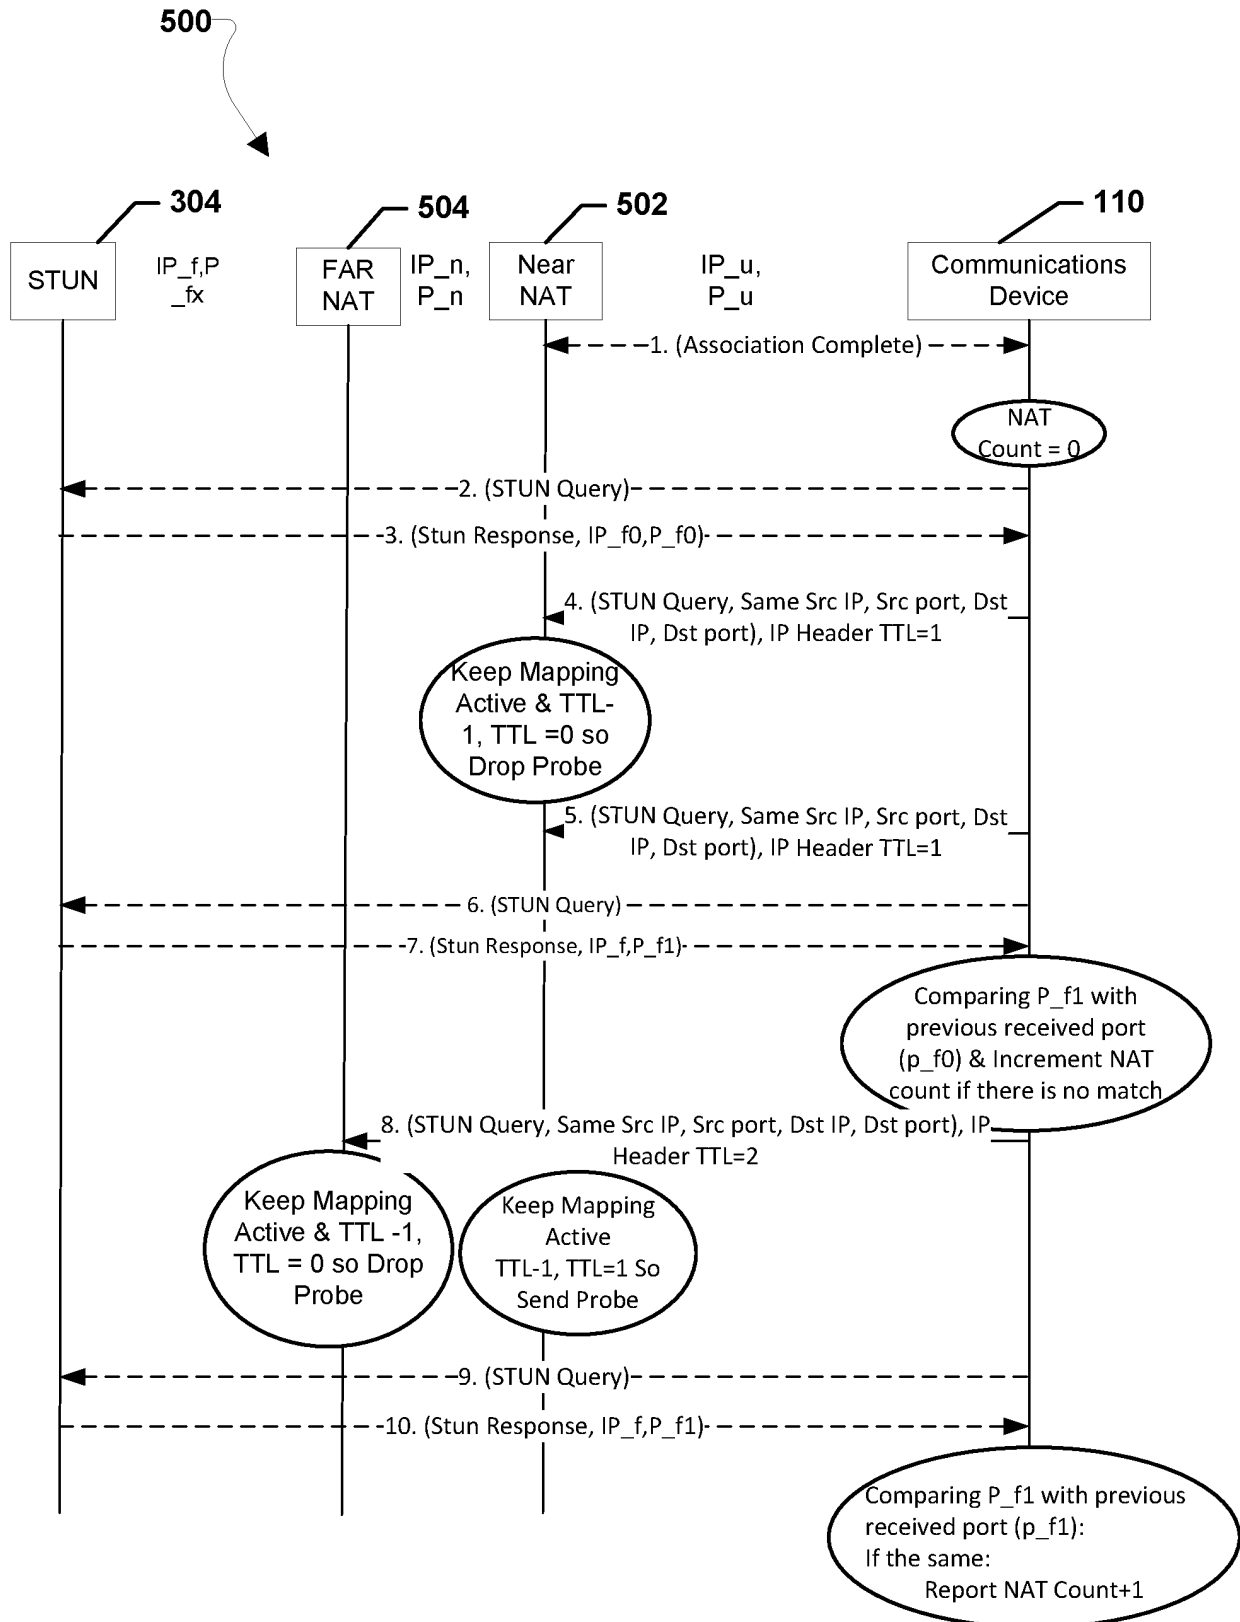 500
304
504
502
110
STUN
IP_f,P
_fx
FAR
NAT
IP_n,
P_n
Near
NAT
IP_u,
P_u
Communications
Device
1. (Association Complete)
NAT
Count = 0
2. (STUN Query)
3. (Stun Response, IP_f0,P_f0)
4. (STUN Query, Same Src IP, Src port, Dst
IP, Dst port), IP Header TTL=1
Keep Mapping
Active & TTL-
1, TTL =0 so
Drop Probe
5. (STUN Query, Same Src IP, Src port, Dst
IP, Dst port), IP Header TTL=1
6. (STUN Query)
7. (Stun Response, IP_f,P_f1)
Comparing P_f1 with
previous received port
(p_f0) & Increment NAT
count if there is no match
8. (STUN Query, Same Src IP, Src port, Dst IP, Dst port), IP
Header TTL=2
Keep Mapping
Active & TTL -1,
TTL = 0 so Drop
Probe
Keep Mapping
Active
TTL-1, TTL=1 So
Send Probe
9. (STUN Query)
10. (Stun Response, IP_f,P_f1)
Comparing P_f1 with previous
received port (p_f1):
If the same:
Report NAT Count+1